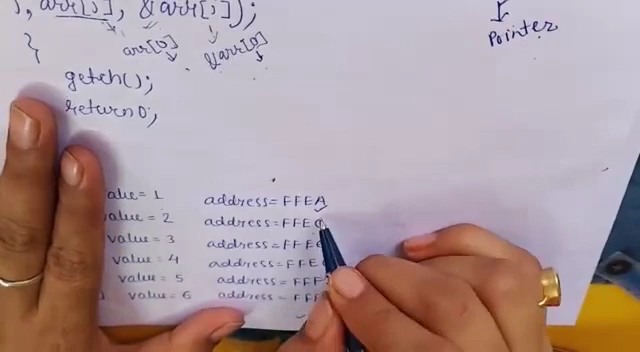 arr[j], &arr[j]);
arr[0] &arr[0]
Pointer
}
getch();
return 0;
value = 1 address = FFEA
value = 2 address = FFEC
value = 3 address = FFE
value = 4 address = FFE
value = 5 address = FFF
value = 6 address = FFF